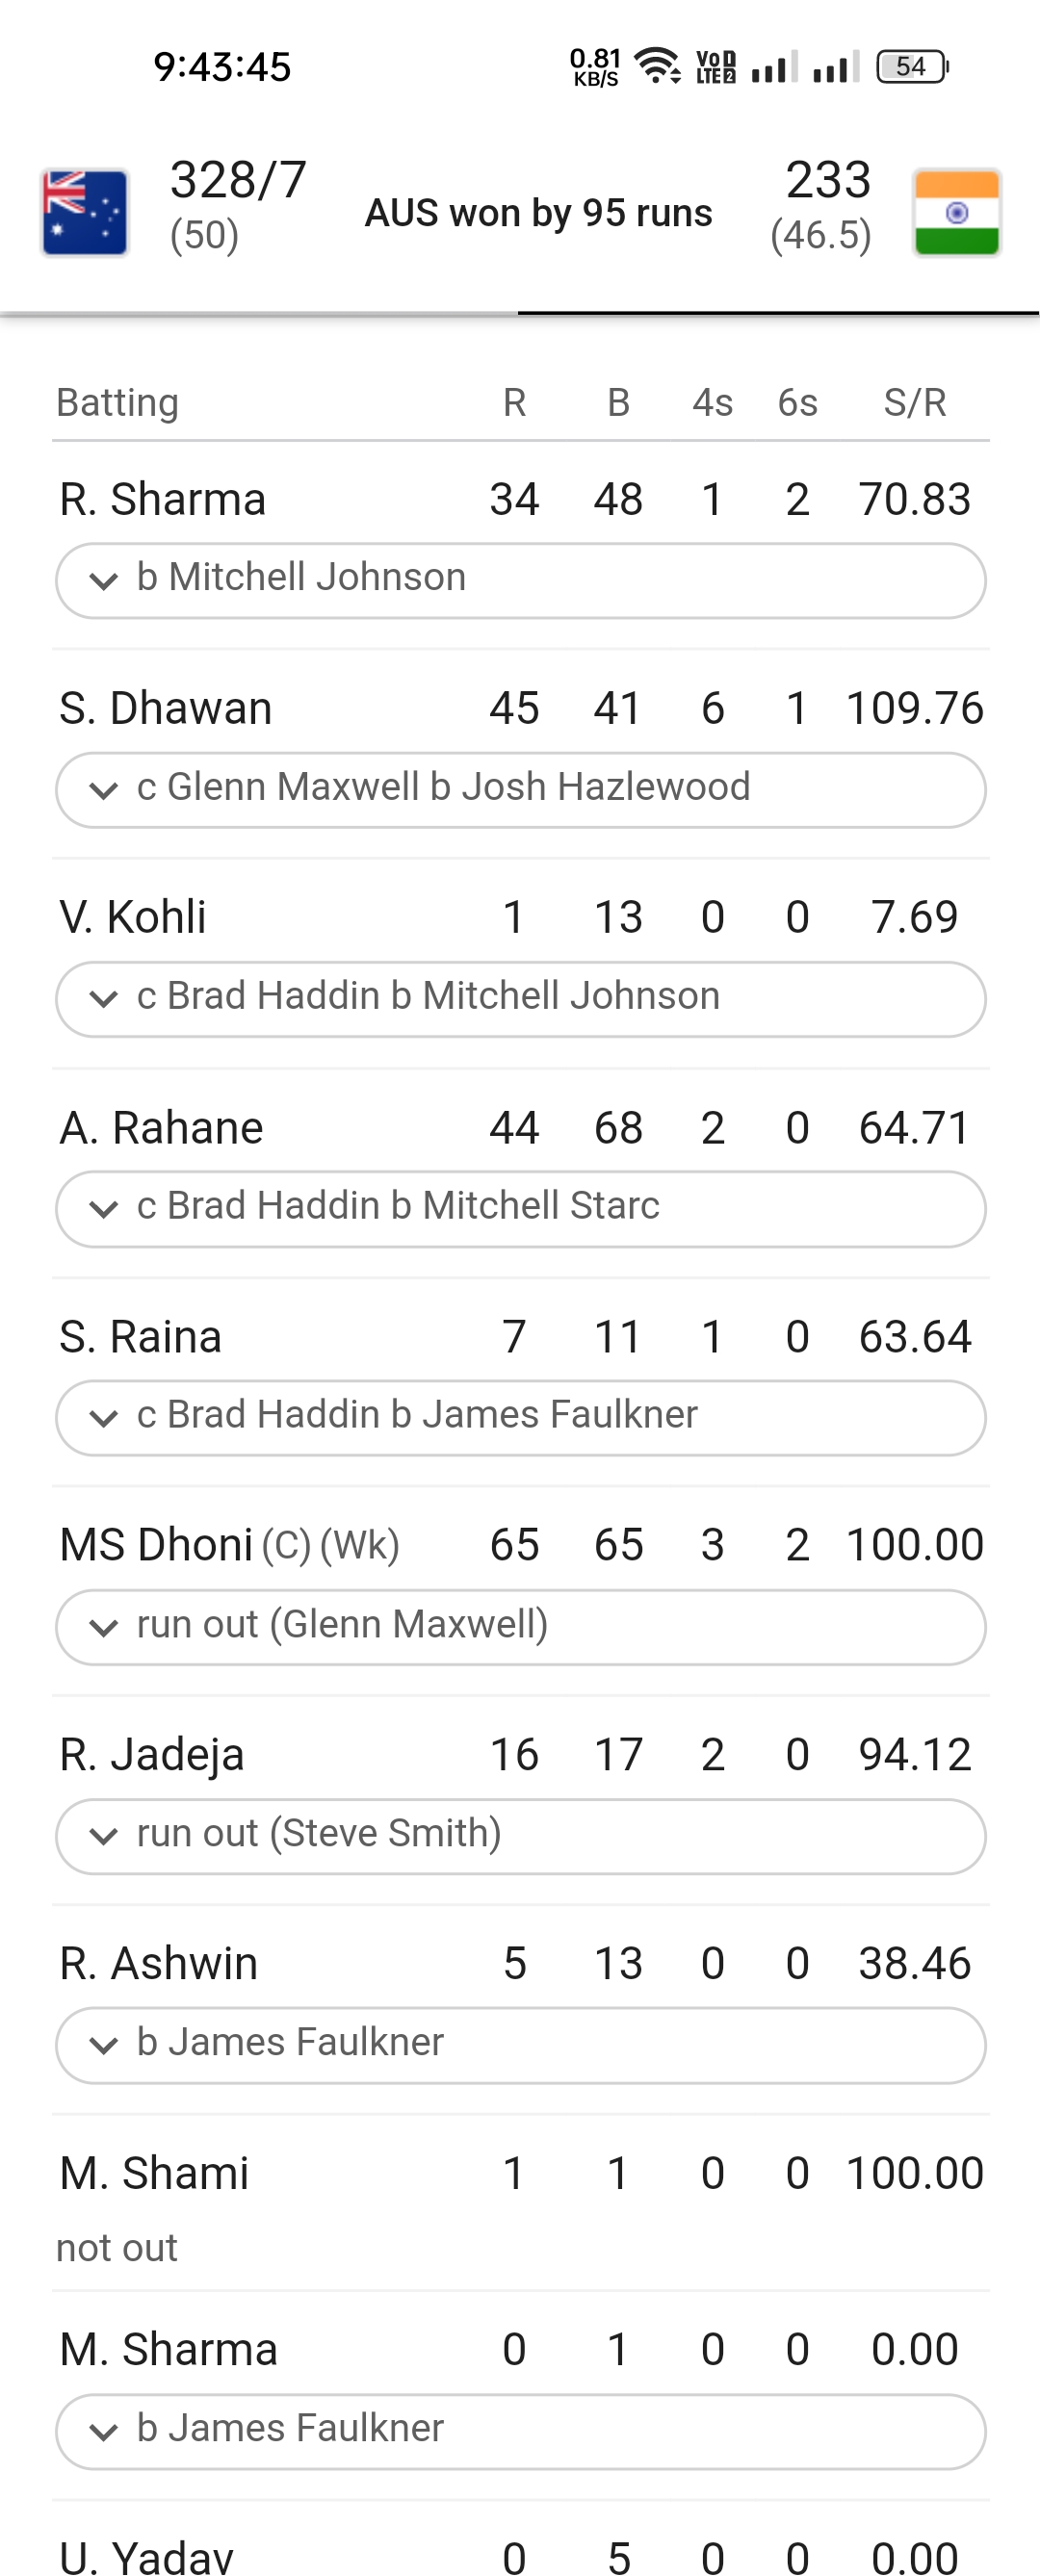 9:43:45 0.81 KB/S VoD LTE 2 54
328/7 AUS won by 95 runs 233
(50) (46.5)
Batting R B 4s 6s S/R
R. Sharma 34 48 1 2 70.83
b Mitchell Johnson
S. Dhawan 45 41 6 1 109.76
c Glenn Maxwell b Josh Hazlewood
V. Kohli 1 13 0 0 7.69
c Brad Haddin b Mitchell Johnson
A. Rahane 44 68 2 0 64.71
c Brad Haddin b Mitchell Starc
S. Raina 7 11 1 0 63.64
c Brad Haddin b James Faulkner
MS Dhoni (C) (Wk) 65 65 3 2 100.00
run out (Glenn Maxwell)
R. Jadeja 16 17 2 0 94.12
run out (Steve Smith)
R. Ashwin 5 13 0 0 38.46
b James Faulkner
M. Shami 1 1 0 0 100.00
not out
M. Sharma 0 1 0 0 0.00
b James Faulkner
U. Yadav 0 5 0 0 0.00